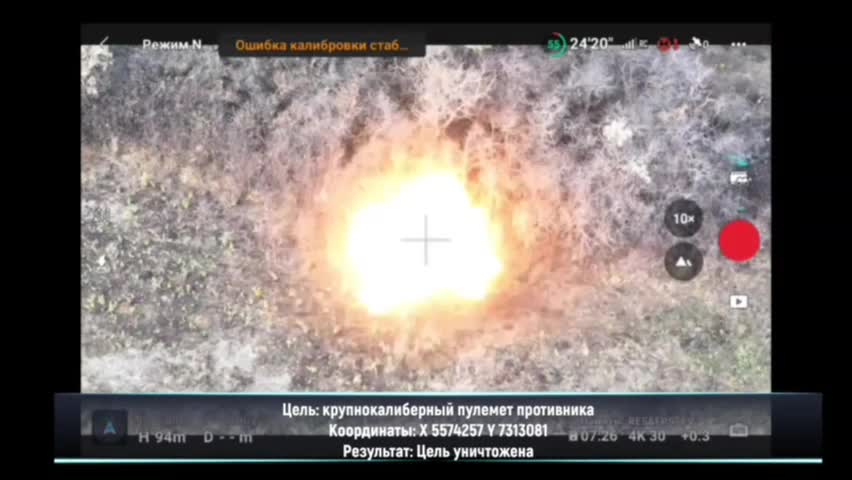 Режим N...
Ошибка калибровки стаб...
55
24'20"
10×
Цель: крупнокалиберный пулемет противника
Координаты: X 5574257 Y 7313081
Результат: Цель уничтожена
H 94m D - - m
07:26 4K 30 +0.3